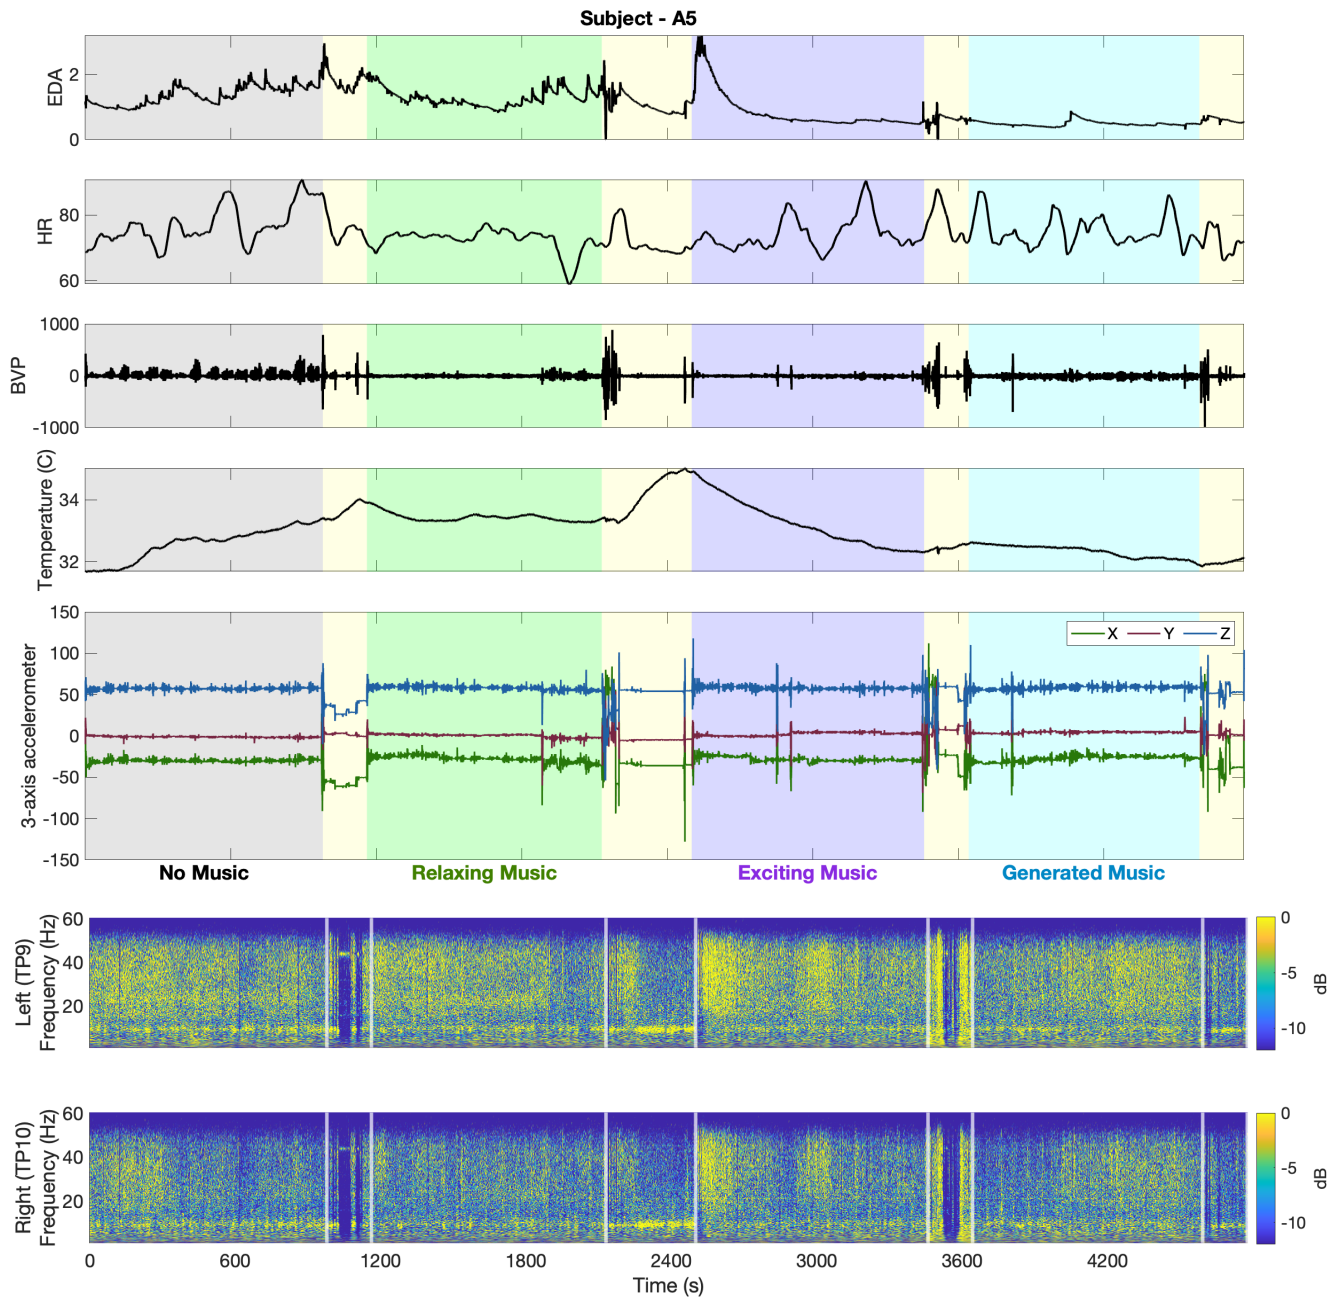 Subject - A5
EDA
2
0
HR
80
60
BVP
1000
0
-1000
Temperature (C)
34
32
3-axis accelerometer
150
100
50
0
-50
-100
-150
X Y Z
No Music Relaxing Music Exciting Music Generated Music
Left (TP9)
Frequency (Hz)
60
40
20
0
-5
-10
dB
Right (TP10)
Frequency (Hz)
60
40
20
0
-5
-10
dB
0 600 1200 1800 2400 3000 3600 4200
Time (s)